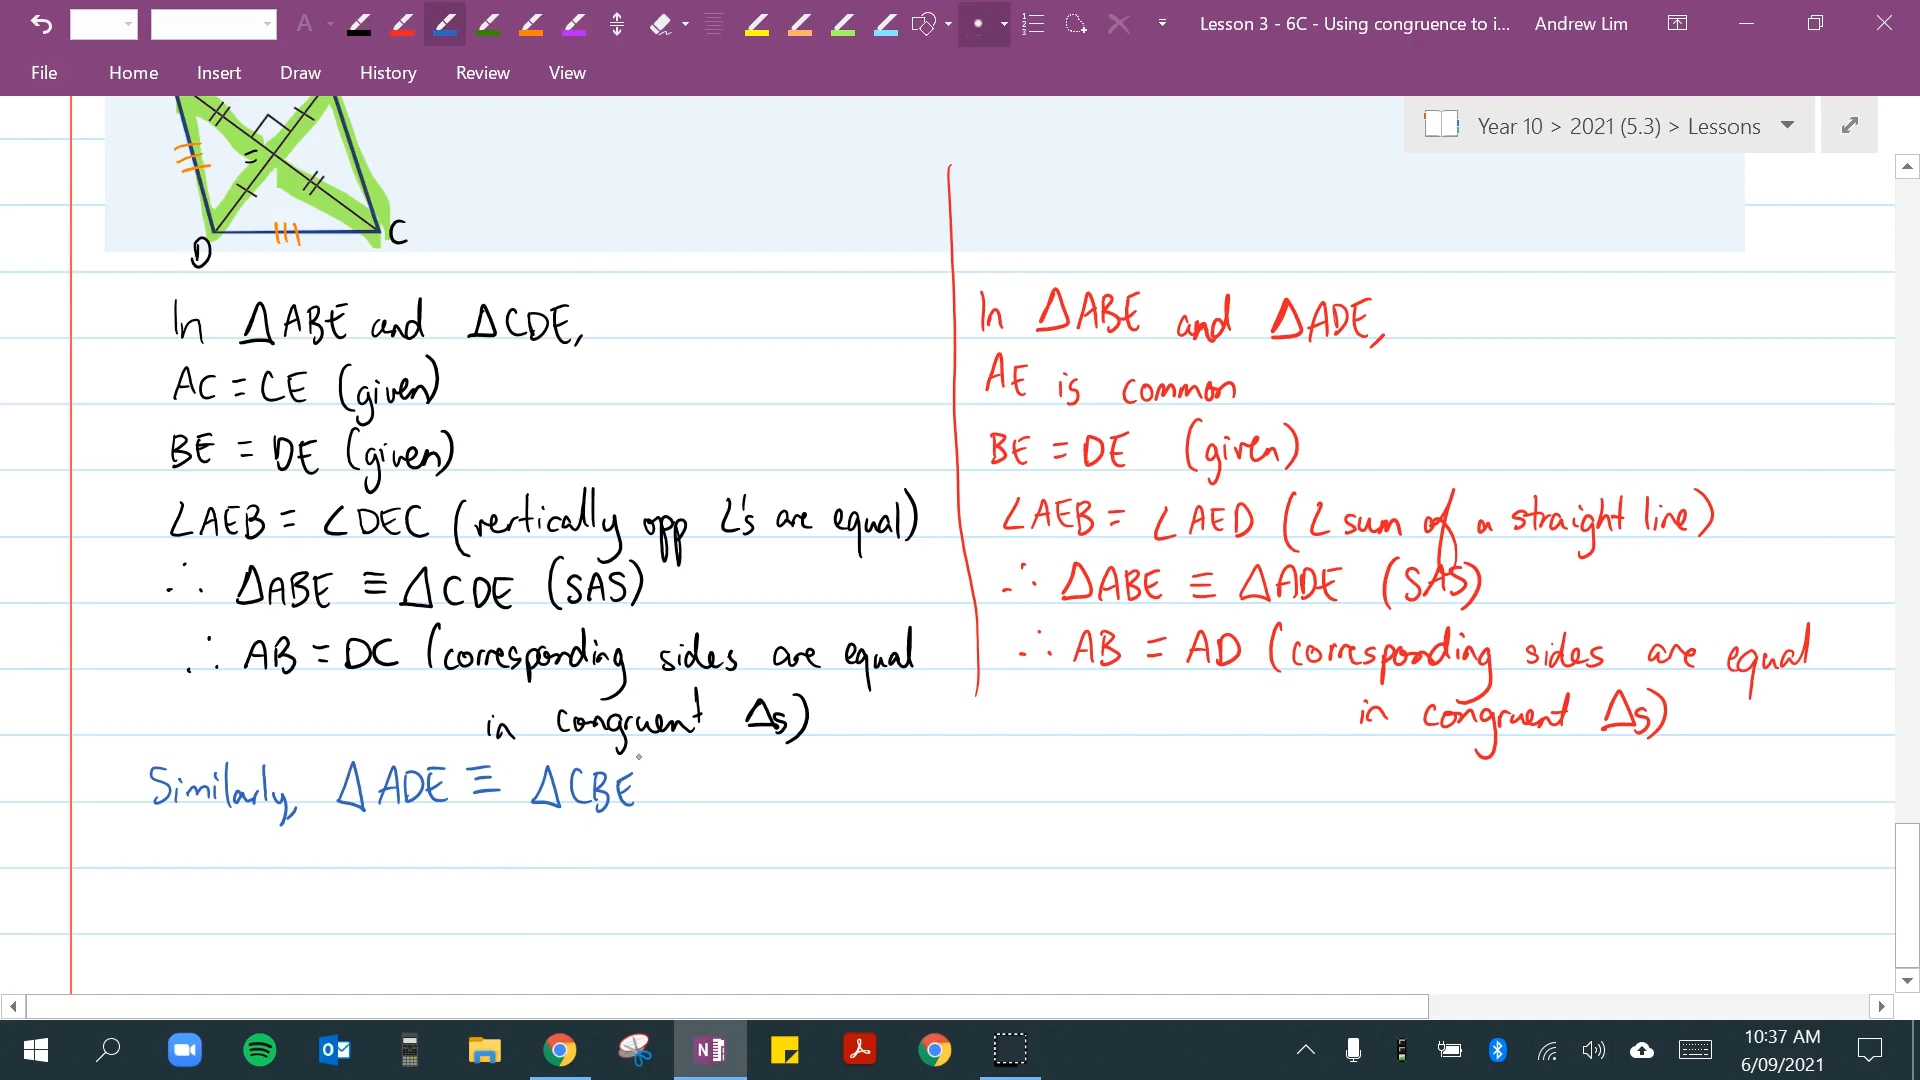 Lesson 3 - 6C - Using congruence to i...
Andrew Lim
File Home Insert Draw History Review View
Year 10 > 2021 (5.3) > Lessons
D
C
In ΔABE and ΔCDE,
AC = CE (given)
BE = DE (given)
∠AEB = ∠DEC (vertically opp ∠'s are equal)
∴ ΔABE ≡ ΔCDE (SAS)
∴ AB = DC (corresponding sides are equal
in congruent Δs)
Similarly, ΔADE ≡ ΔCBE
In ΔABE and ΔADE,
AE is common
BE = DE (given)
∠AEB = ∠AED (∠ sum of a straight line)
∴ ΔABE ≡ ΔADE (SAS)
∴ AB = AD (corresponding sides are equal
in congruent Δs)
10:37 AM
6/09/2021